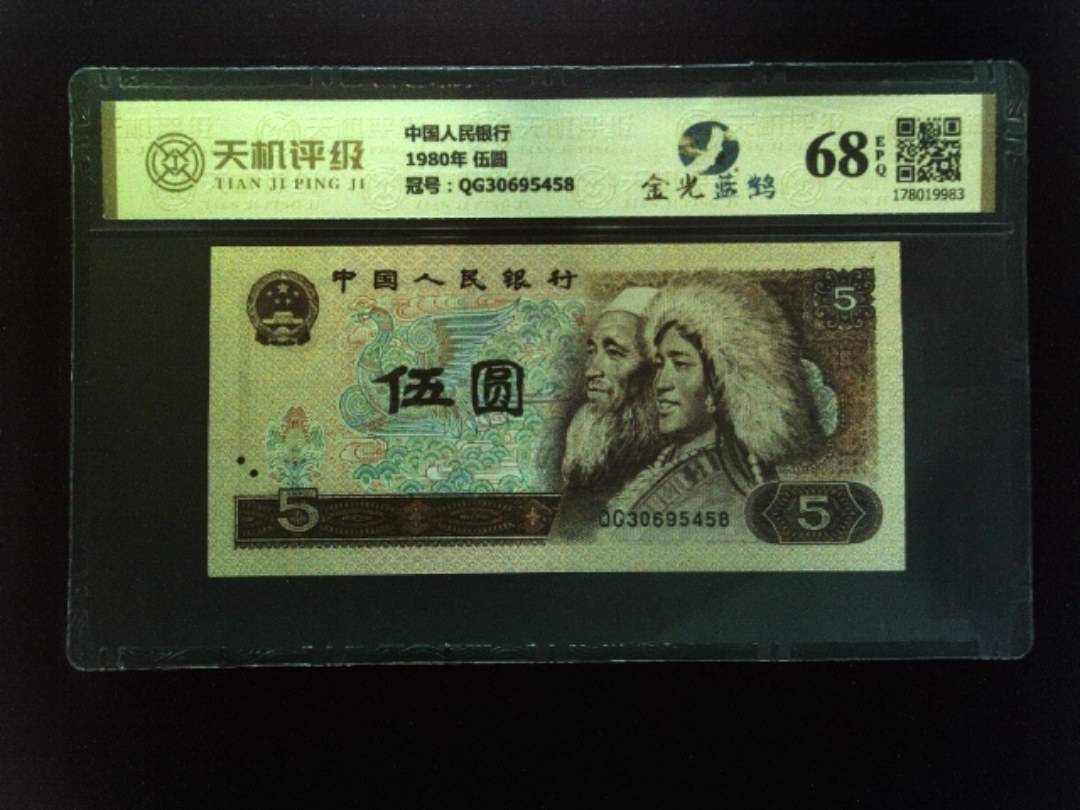 天机评级
TIAN JI PING JI
中国人民银行
1980年 伍圆
冠号：QG30695458
金光蓝鹤
68
EPQ
178019983
中国人民银行
5
伍圆
5
QG30695458
5